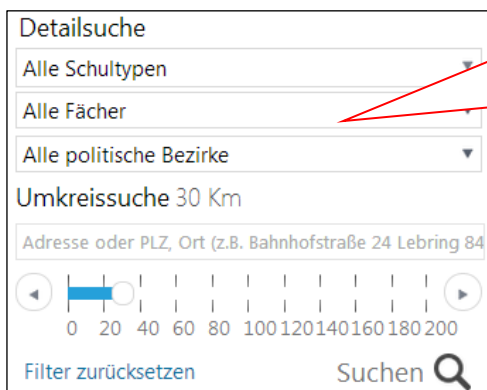 Detailsuche
Alle Schultypen
Alle Fächer
Alle politische Bezirke
Umkreissuche 30 Km
Adresse oder PLZ, Ort (z.B. Bahnhofstraße 24 Lebring 84
0 20 40 60 80 100 120 140 160 180 200
Filter zurücksetzen Suchen